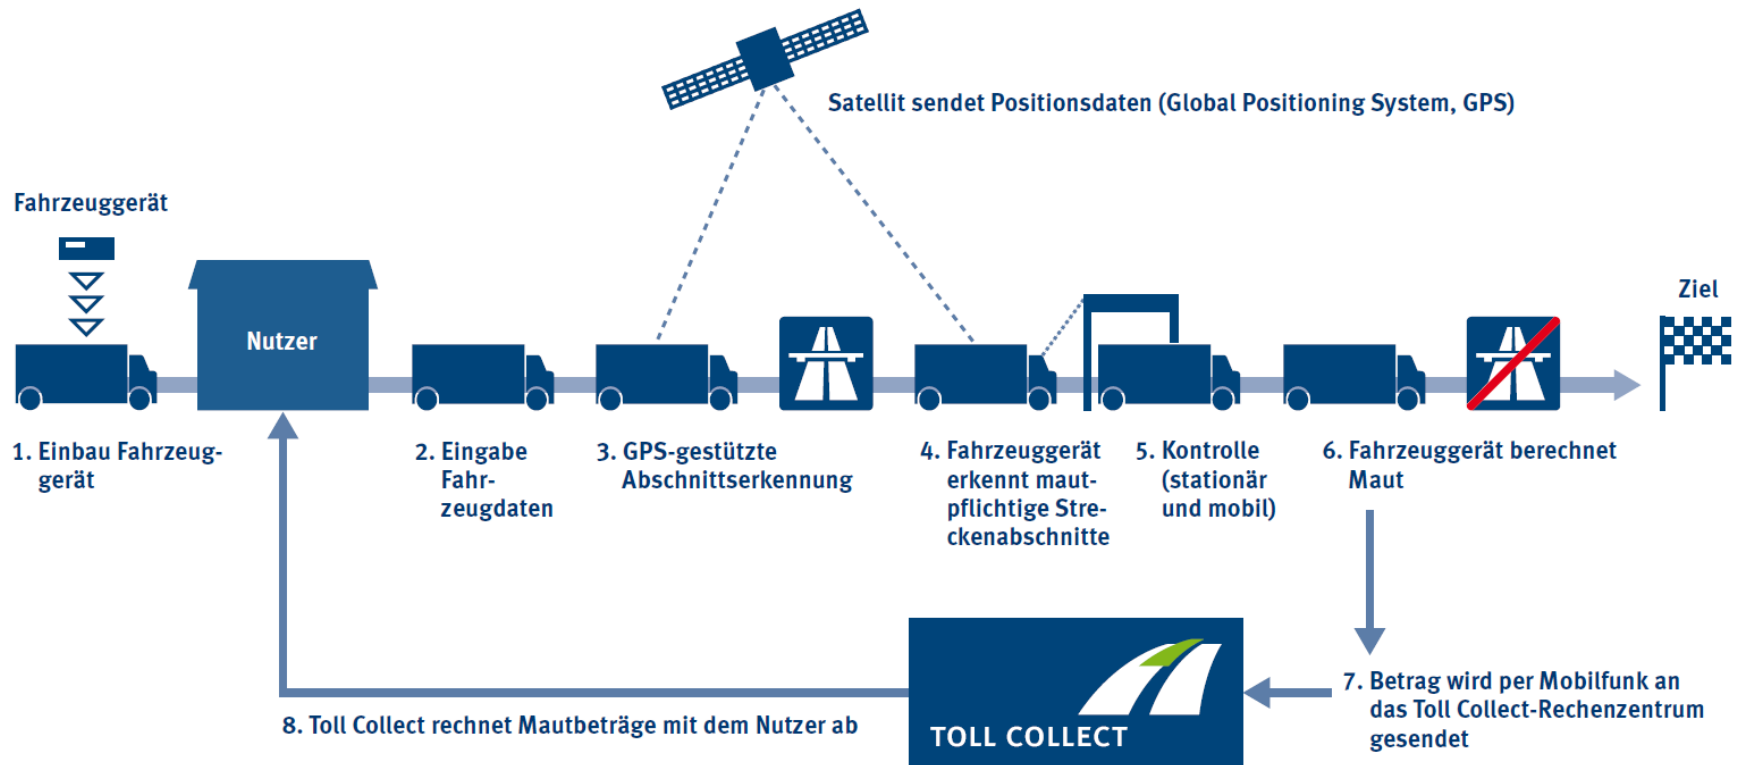 Satellit sendet Positionsdaten (Global Positioning System, GPS)
Fahrzeuggerät
Nutzer
Ziel
1. Einbau Fahrzeug-
gerät
2. Eingabe
Fahr-
zeugdaten
3. GPS-gestützte
Abschnittserkennung
4. Fahrzeuggerät
erkennt maut-
pflichtige Stre-
ckenabschnitte
5. Kontrolle
(stationär
und mobil)
6. Fahrzeuggerät berechnet
Maut
7. Betrag wird per Mobilfunk an
das Toll Collect-Rechenzentrum
gesendet
8. Toll Collect rechnet Mautbeträge mit dem Nutzer ab
TOLL COLLECT